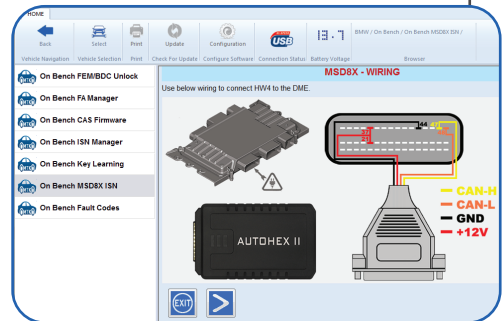 HOME
Back Select Print Update Configuration USB 13.7 BMW / On Bench / On Bench MSD8X ISN /
Vehicle Navigation Vehicle Selection Print Check For Update Configure Software Connection Status Battery Voltage Browser
On Bench FEM/BDC Unlock
On Bench FA Manager
On Bench CAS Firmware
On Bench ISN Manager
On Bench Key Learning
On Bench MSD8X ISN
On Bench Fault Codes
MSD8X - WIRING
Use below wiring to connect HW4 to the DME.
44
CAN-H
CAN-L
GND
+12V
AUTOHEX II
EXIT